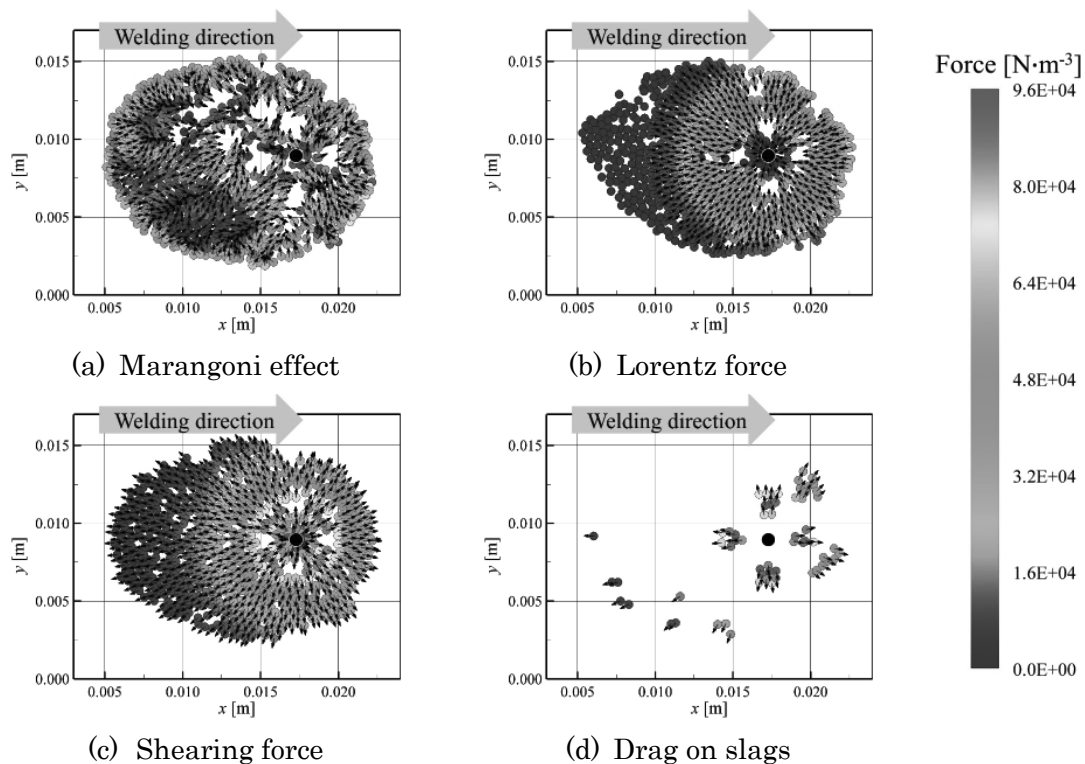 Welding direction
0.015
0.010
0.005
0.000
y [m]
0.005 0.010 0.015 0.020
x [m]
(a) Marangoni effect
Welding direction
0.015
0.010
0.005
0.000
y [m]
0.005 0.010 0.015 0.020
x [m]
(b) Lorentz force
Force [N·m⁻³]
9.6E+04
8.0E+04
6.4E+04
4.8E+04
3.2E+04
1.6E+04
0.0E+00
Welding direction
0.015
0.010
0.005
0.000
y [m]
0.005 0.010 0.015 0.020
x [m]
(c) Shearing force
Welding direction
0.015
0.010
0.005
0.000
y [m]
0.005 0.010 0.015 0.020
x [m]
(d) Drag on slags